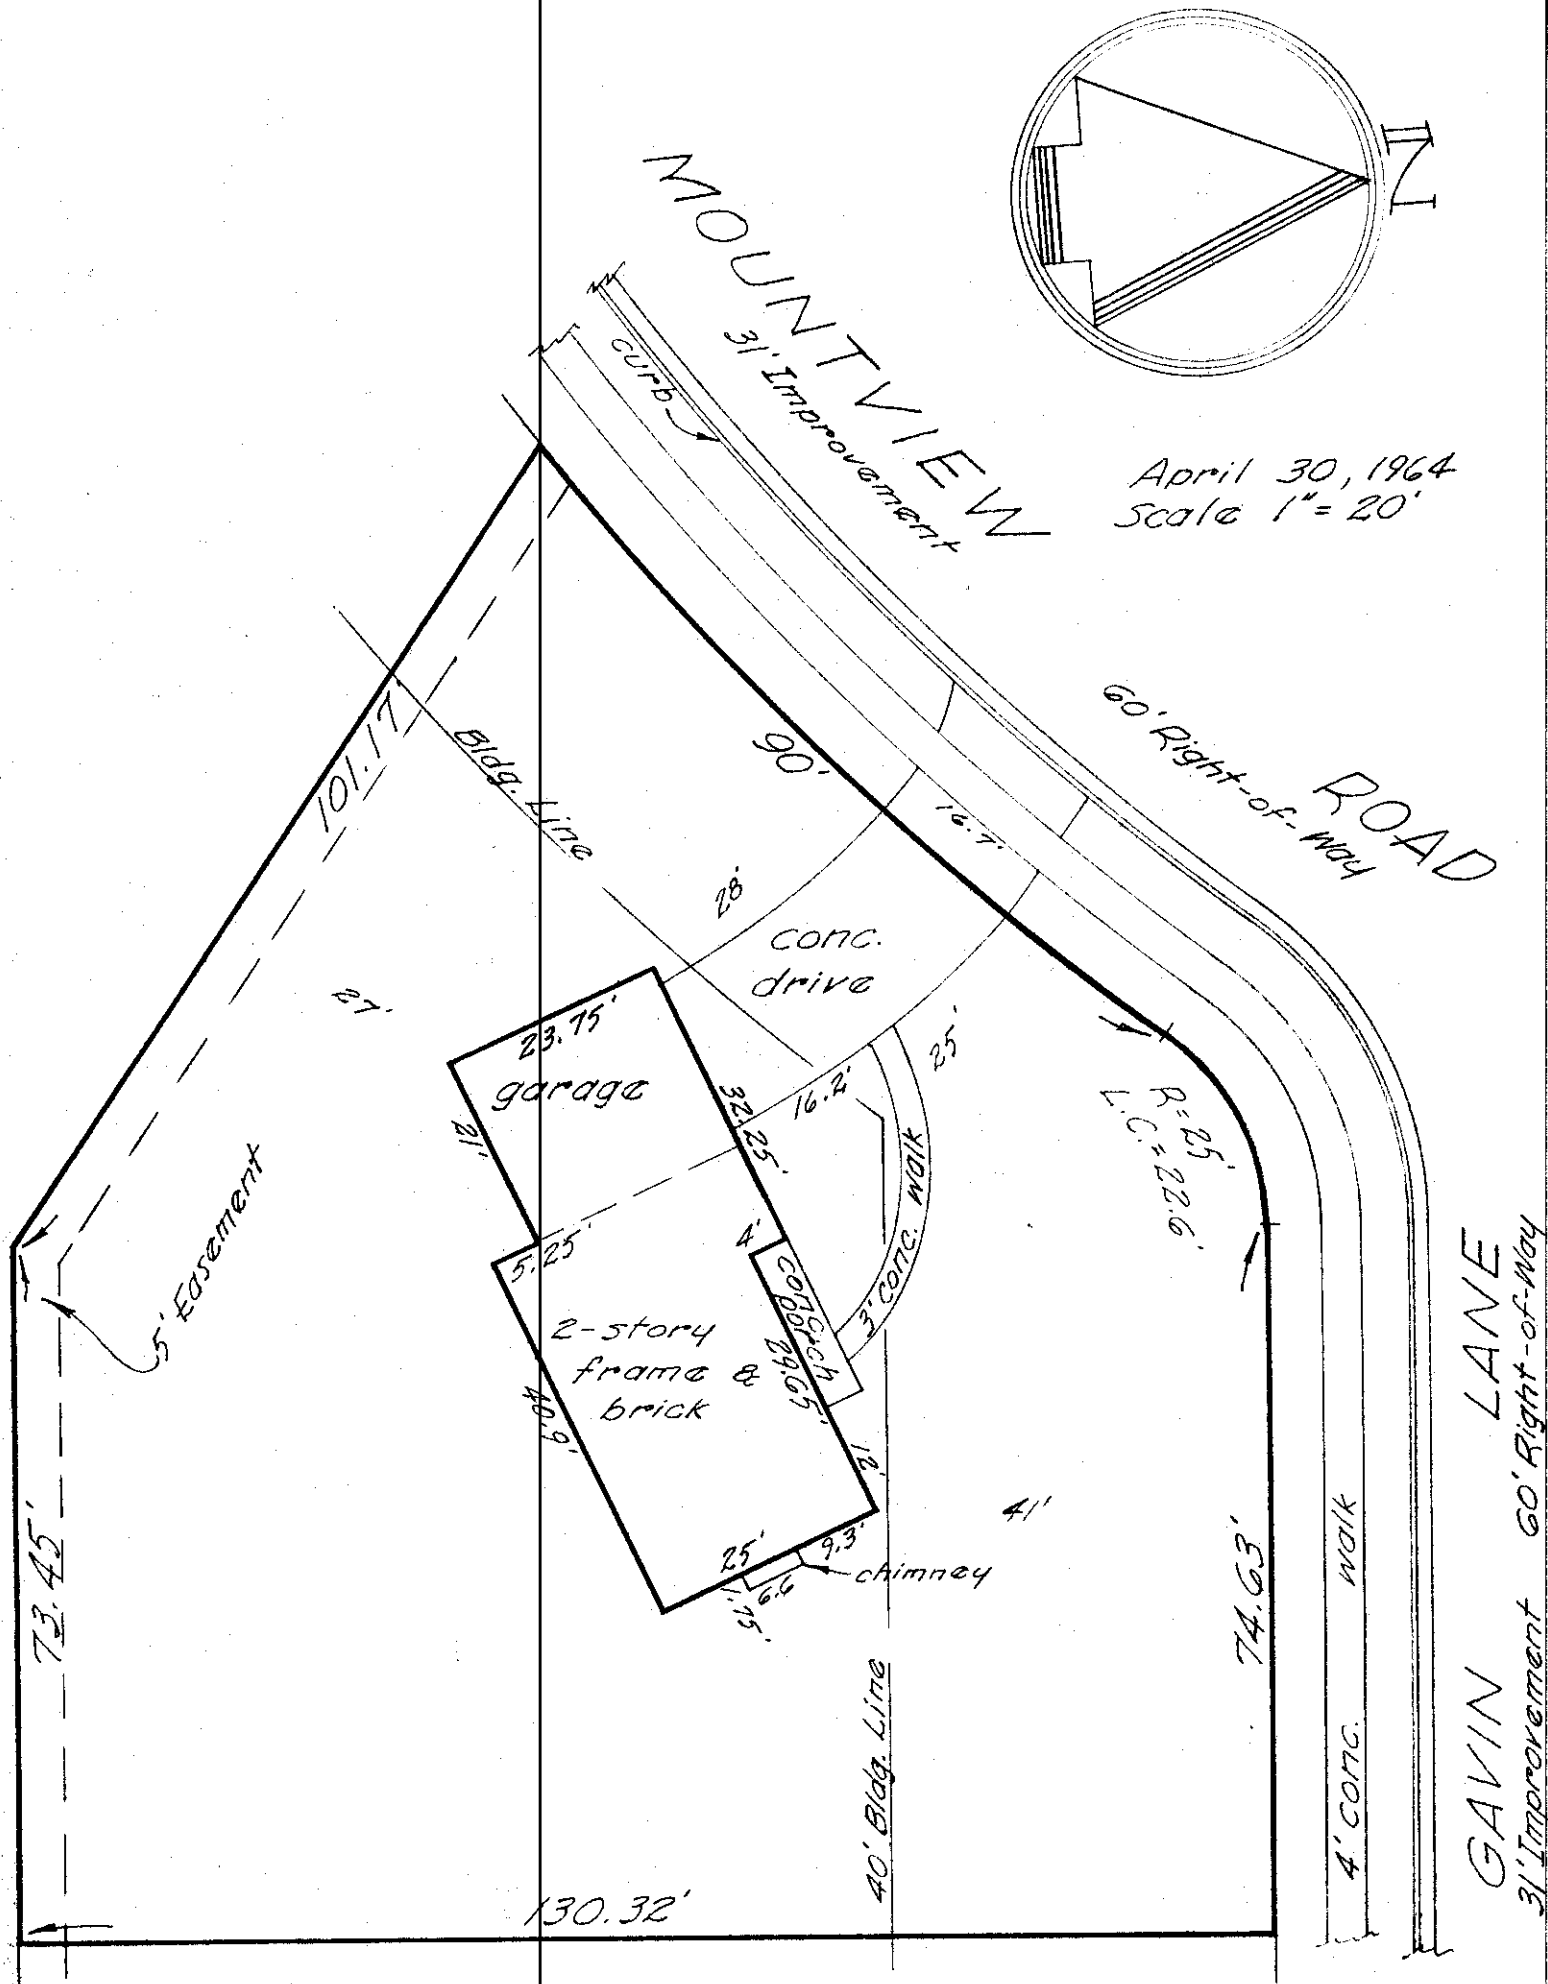 N
MOUNTVIEW
31' Improvement
curb
April 30, 1964
Scale 1" = 20'
60' Right-of-Way
ROAD
101.17'
Bldg. Line
90'
16.7'
28'
conc.
drive
27'
23.75'
garage
21'
32.25'
16.2'
25'
R=25'
L.C.=22.6'
5' Easement
5.25'
4'
conc.
porch
3' conc. walk
2-story
frame &
brick
29.65'
40.9'
12'
41'
25'
9.3'
6.6
1.75'
chimney
73.45'
74.63'
40' Bldg. Line
4' conc. walk
GAVIN LANE
31' Improvement 60' Right-of-Way
130.32'